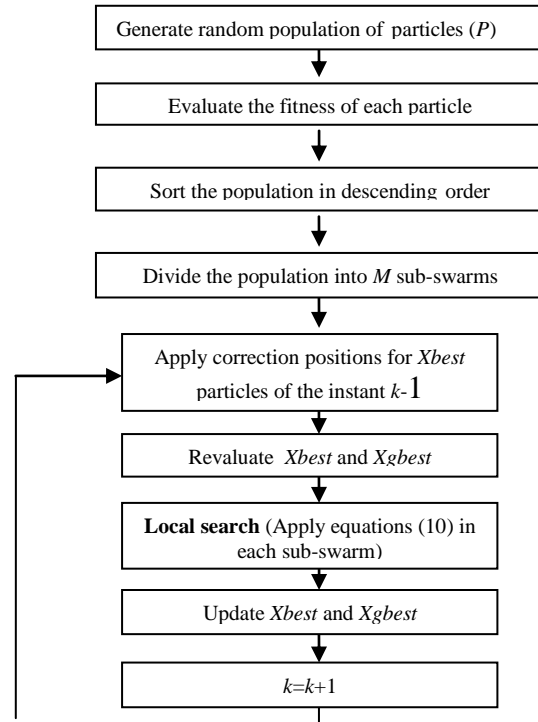 Generate random population of particles (P)
Evaluate the fitness of each particle
Sort the population in descending order
Divide the population into M sub-swarms
Apply correction positions for Xbest
particles of the instant k-1
Revaluate Xbest and Xgbest
Local search (Apply equations (10) in
each sub-swarm)
Update Xbest and Xgbest
k=k+1